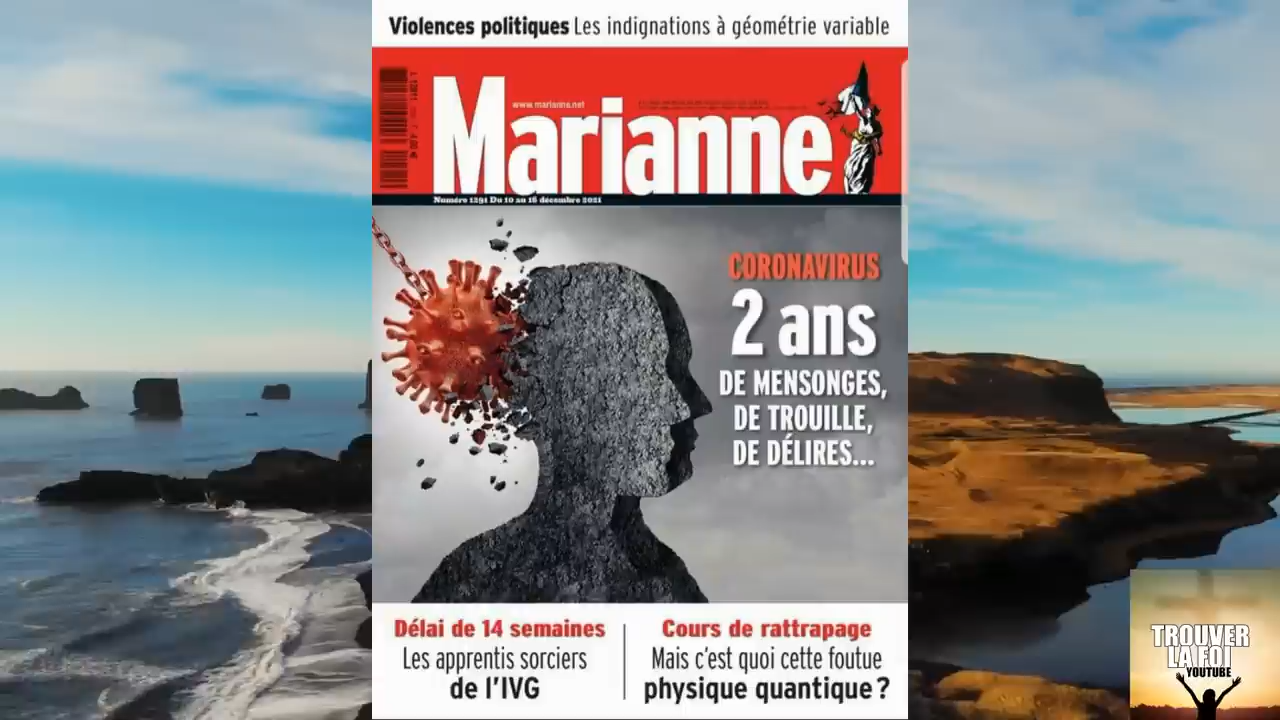 Violences politiques Les indignations à géométrie variable
www.marianne.net
Marianne
Numéro 1291 Du 10 au 16 décembre 2021
CORONAVIRUS
2 ans
DE MENSONGES,
DE TROUILLE,
DE DÉLIRES...
Délai de 14 semaines
Les apprentis sorciers
de l'IVG
Cours de rattrapage
Mais c'est quoi cette foutue
physique quantique ?
TROUVER
LA FOI
YOUTUBE